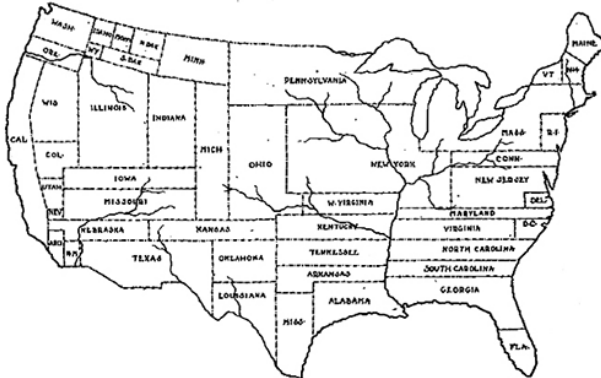 WASH.
IDAHO
MONT
N. DAK
ORE.
WY
S. DAK
MINN
MAINE
VT
N.H.
PENNSYLVANIA
WIS
ILLINOIS
INDIANA
MASS.
R.I.
CAL.
MICH
OHIO
NEW YORK
COL.
CONN.
IOWA
NEW JERSEY
UTAH
MISSOURI
W. VIRGINIA
DEL.
NEV
MARYLAND
NEBRASKA
KANSAS
KENTUCKY
VIRGINIA
D.C.
ARIZ
N.M.
TEXAS
OKLAHOMA
TENNESSEE
NORTH CAROLINA
ARKANSAS
SOUTH CAROLINA
LOUISIANA
ALABAMA
GEORGIA
MISS.
FLA.